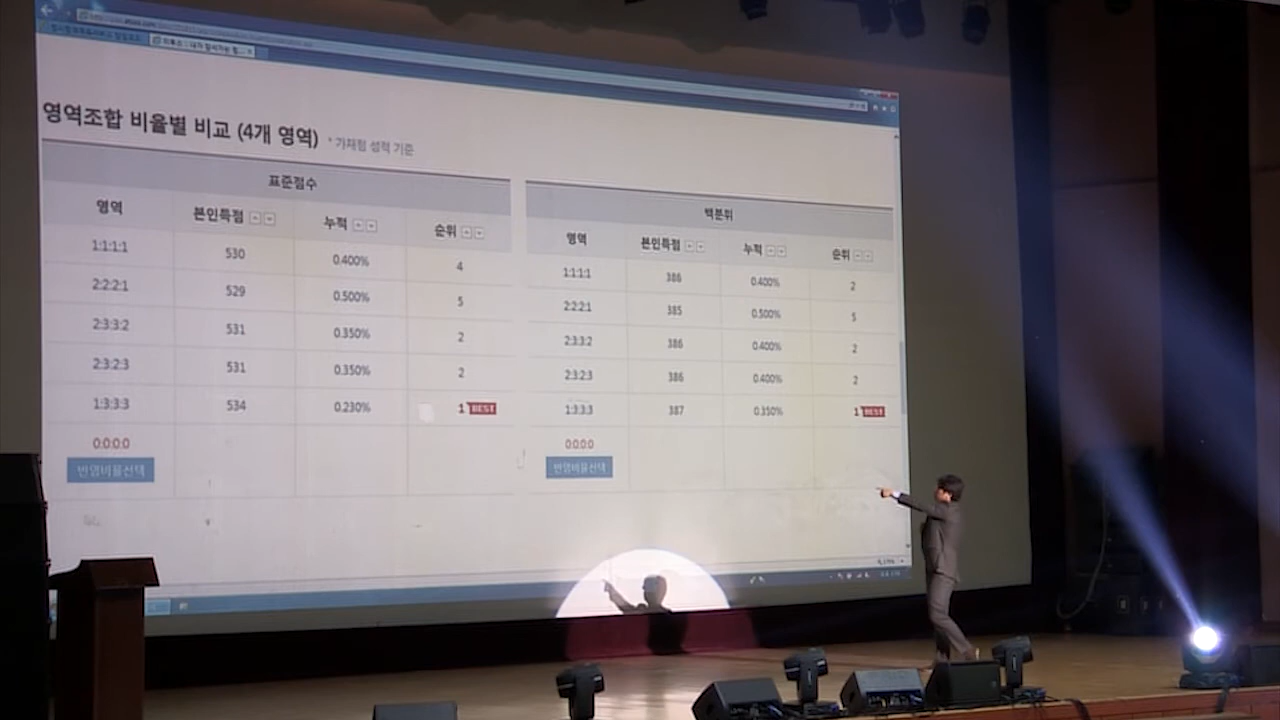 영역조합 비율별 비교 (4개 영역) * 가채점 성적 기준
표준점수
영역 본인득점 누적 순위
1:1:1:1 530 0.400% 4
2:2:2:1 529 0.500% 5
2:3:3:2 531 0.350% 2
2:3:2:3 531 0.350% 2
1:3:3:3 534 0.230% 1 BEST
0:0:0:0
반영비율선택
백분위
영역 본인득점 누적 순위
1:1:1:1 386 0.400% 2
2:2:2:1 385 0.500% 5
2:3:3:2 386 0.400% 2
2:3:2:3 386 0.400% 2
1:3:3:3 387 0.350% 1 BEST
0:0:0:0
반영비율선택